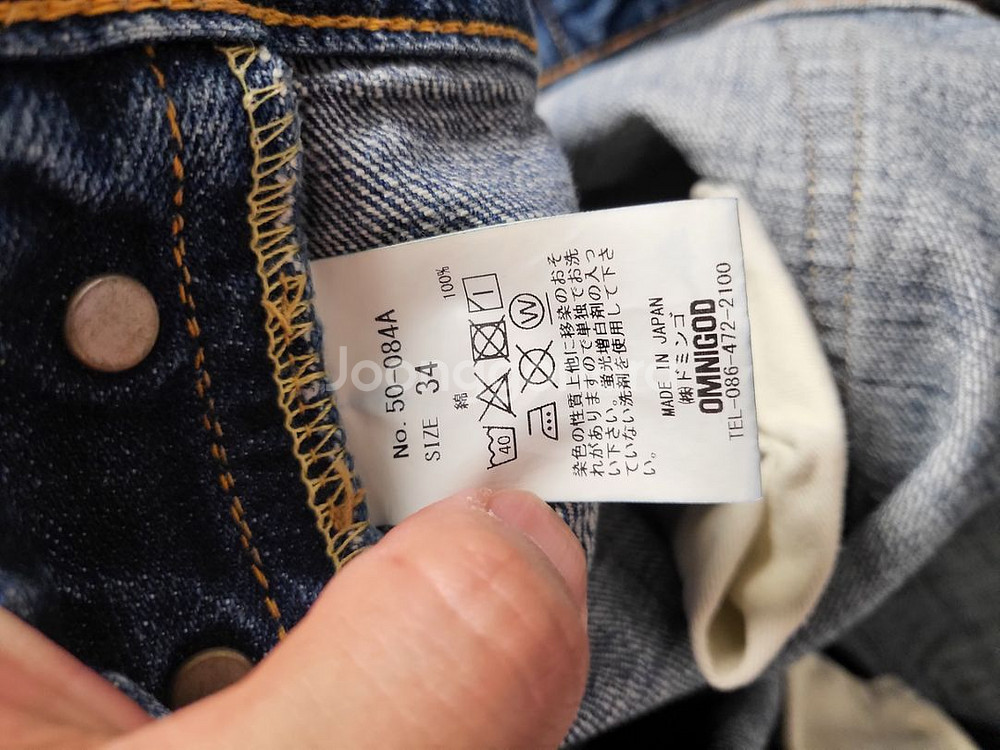 No. 50-084A
SIZE 34
綿 100%
40
W
染色の性質上他に移染のおそ
れがありますので単独でお洗
い下さい。蛍光増白剤の入っ
ていない洗剤を使用して下さ
い。
MADE IN JAPAN
㈱ドミンゴ
OMNIGOD
TEL-086-472-2100